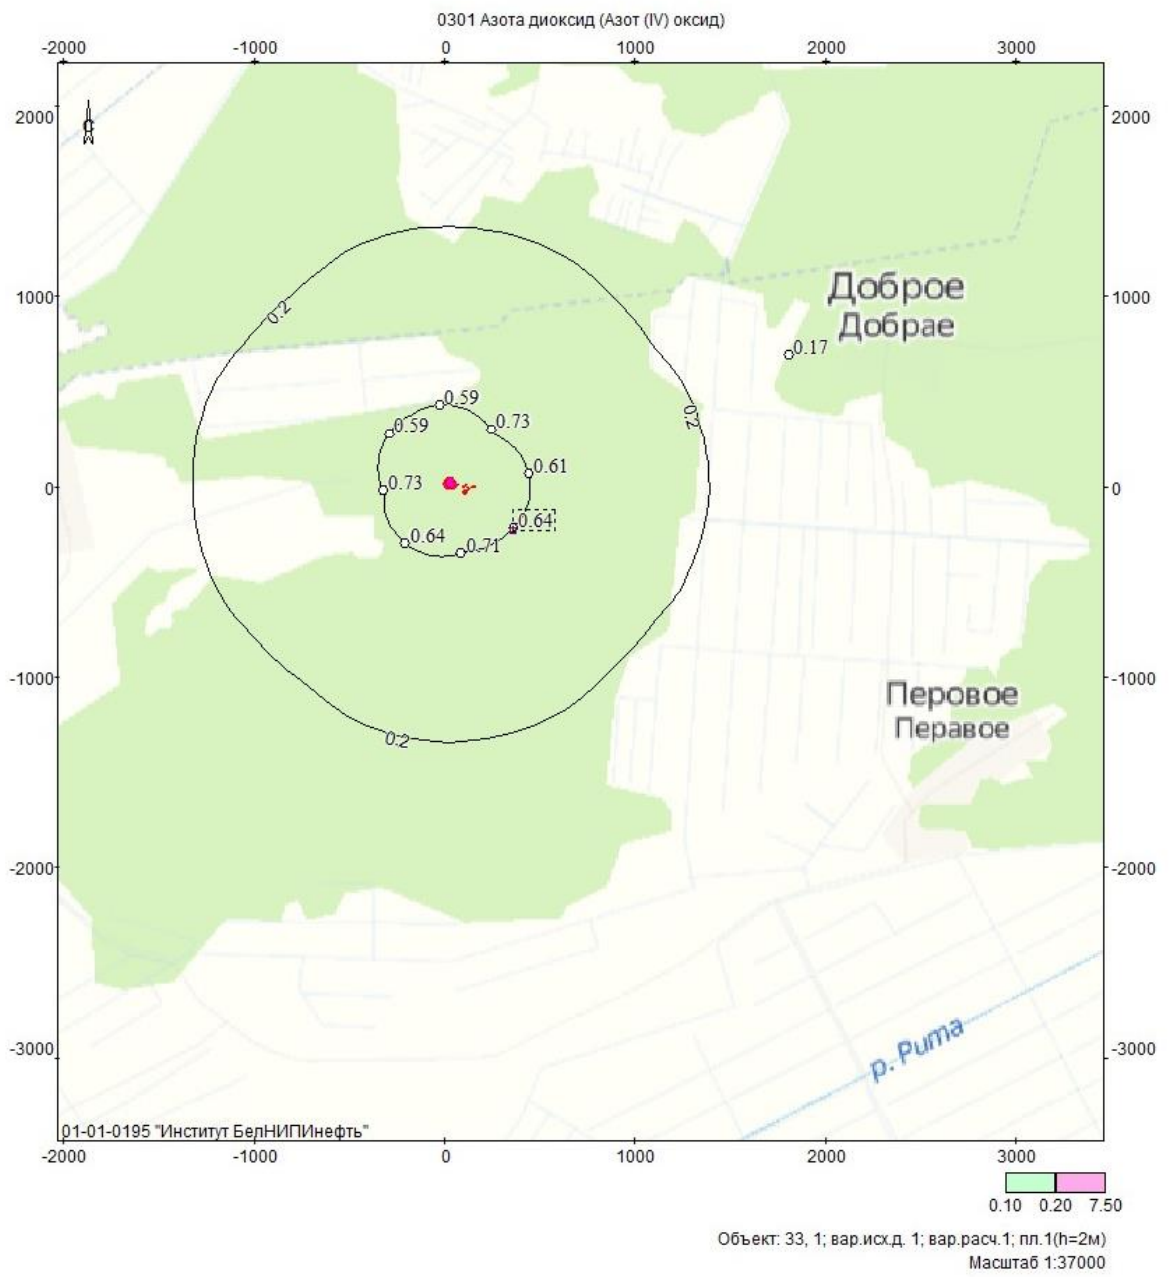 0301 Азота диоксид (Азот (IV) оксид)
-2000 -1000 0 1000 2000 3000
2000 2000
С
1000 1000
Доброе
Добрае
0.2
0.17
0.59
0.2
0.59 0.73
0.61
0 0
0.73
0.64
0.64 0.71
-1000 -1000
Перовое
Перавое
0.2
-2000 -2000
-3000 -3000
р. Рита
01-01-0195 "Институт БелНИПИнефть"
-2000 -1000 0 1000 2000 3000
0.10 0.20 7.50
Объект: 33, 1; вар.исх.д. 1; вар.расч.1; пл.1(h=2м)
Масштаб 1:37000